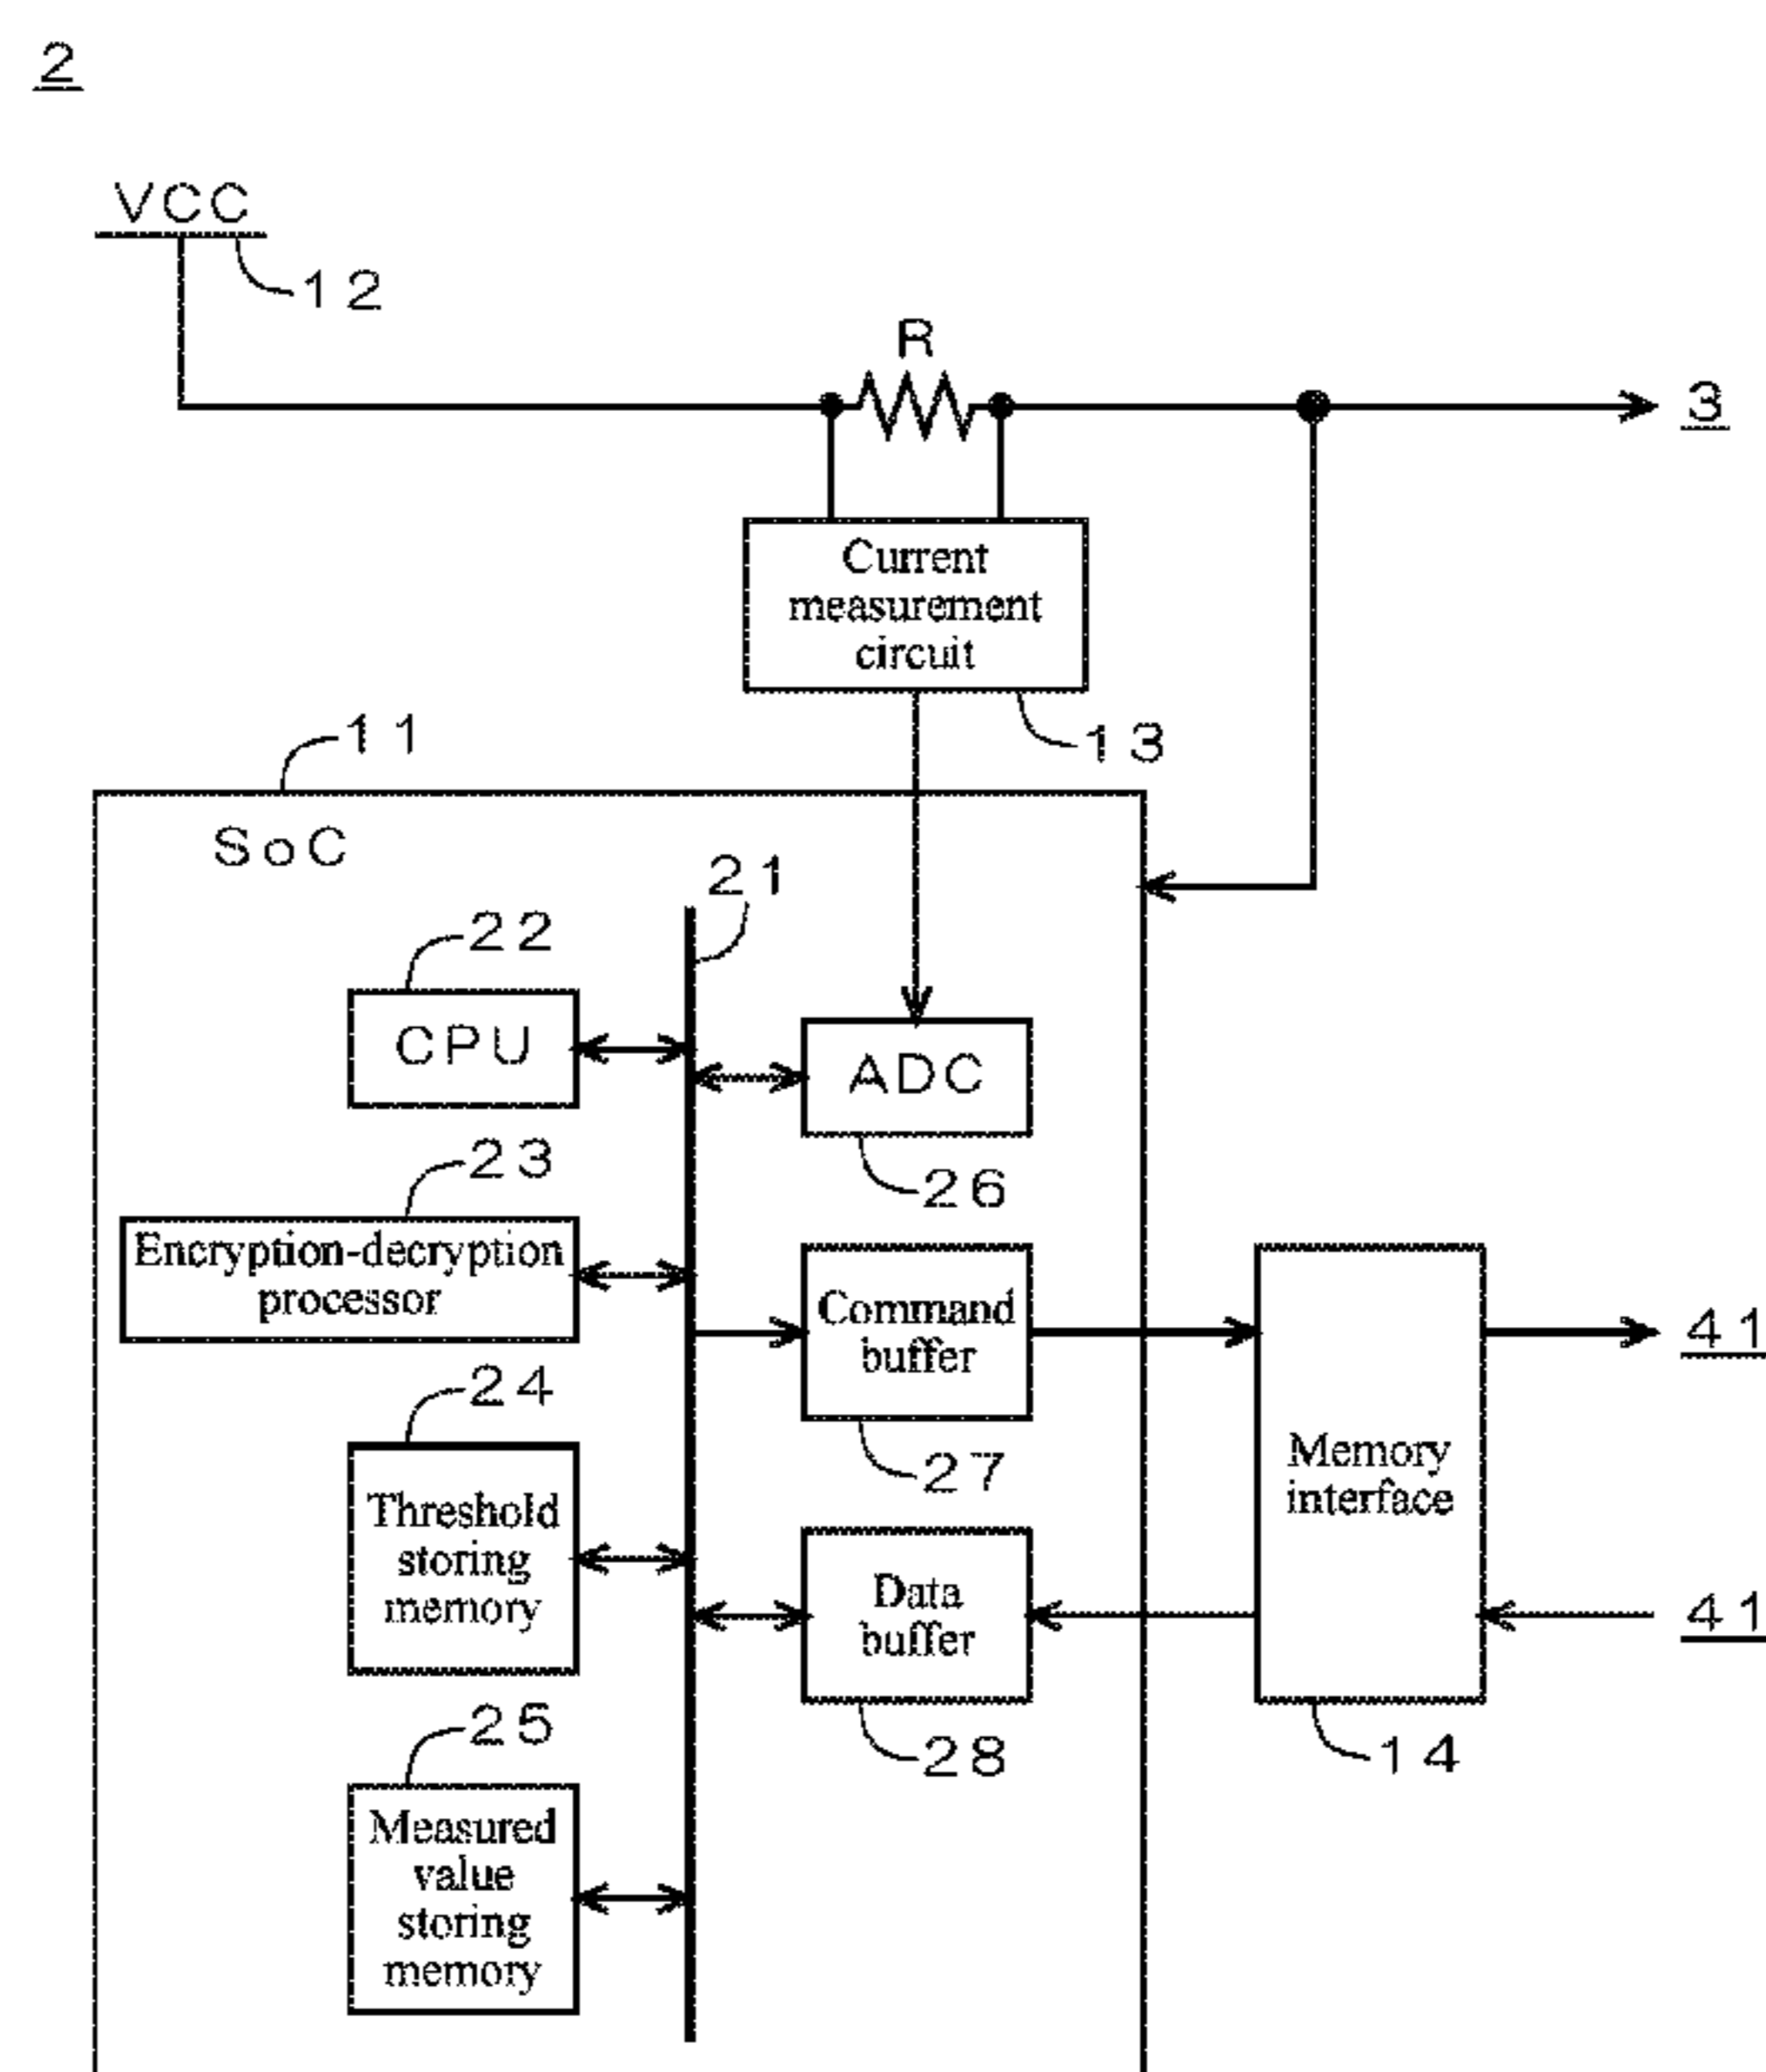 2
VCC
12
R
3
Current
measurement
circuit
13
11
SoC
21
22
CPU
ADC
26
23
Encryption-decryption
processor
Command
buffer
27
41
24
Threshold
storing
memory
Memory
interface
Data
buffer
28
41
14
25
Measured
value
storing
memory